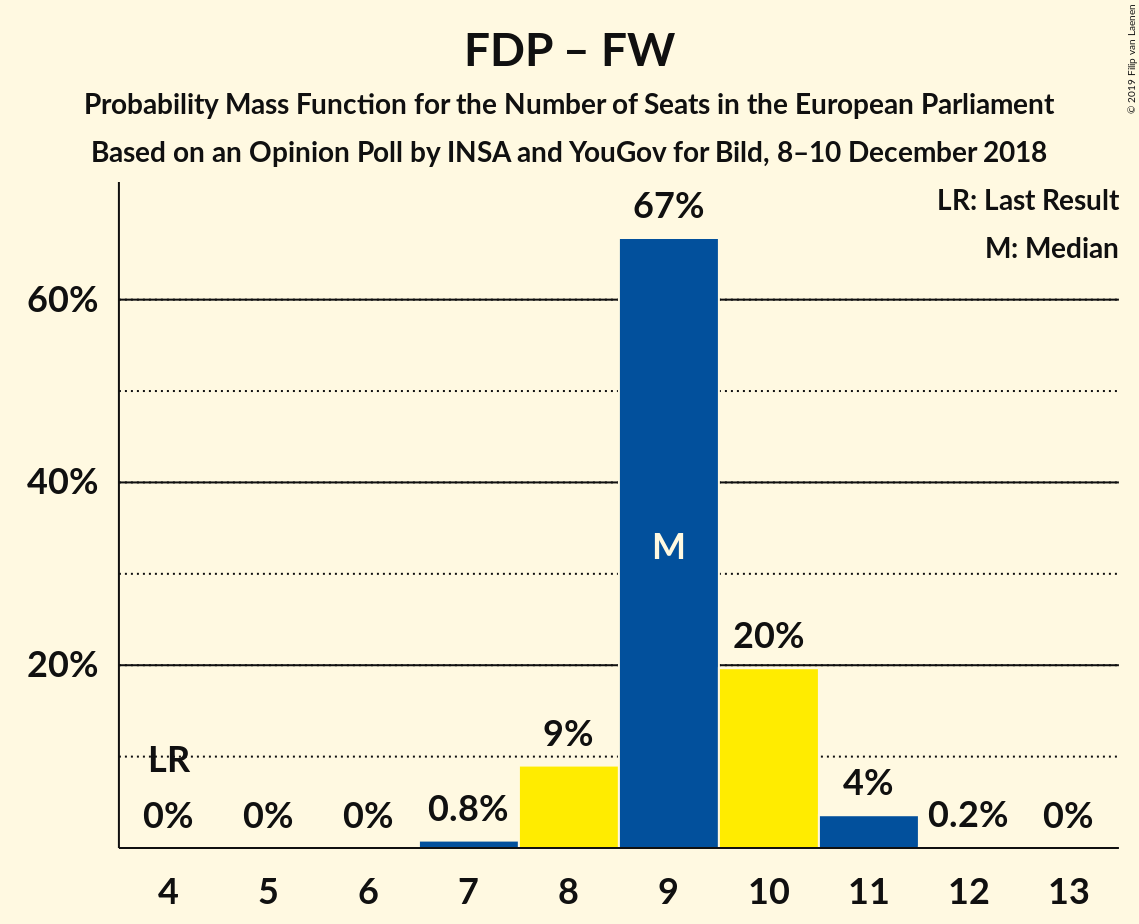 FDP – FW
Probability Mass Function for the Number of Seats in the European Parliament
Based on an Opinion Poll by INSA and YouGov for Bild, 8–10 December 2018
© 2019 Filip van Laenen
LR: Last Result
M: Median
67%
60%
40%
M
20%
20%
9%
LR
4%
0% 0% 0% 0.8% 0.2% 0%
4 5 6 7 8 9 10 11 12 13